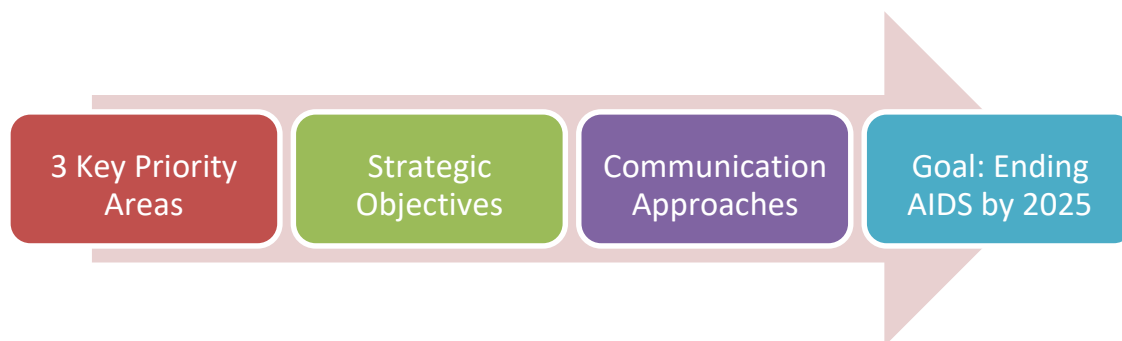 3 Key Priority
Areas
Strategic
Objectives
Communication
Approaches
Goal: Ending
AIDS by 2025